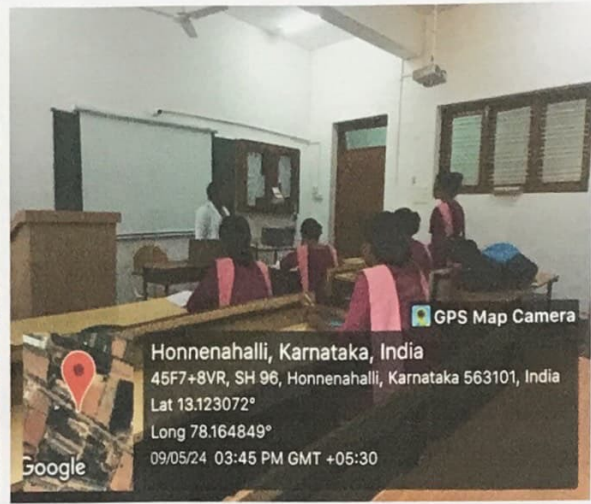 GPS Map Camera
Honnenahalli, Karnataka, India
45F7+8VR, SH 96, Honnenahalli, Karnataka 563101, India
Lat 13.123072°
Long 78.164849°
09/05/24 03:45 PM GMT +05:30
Google